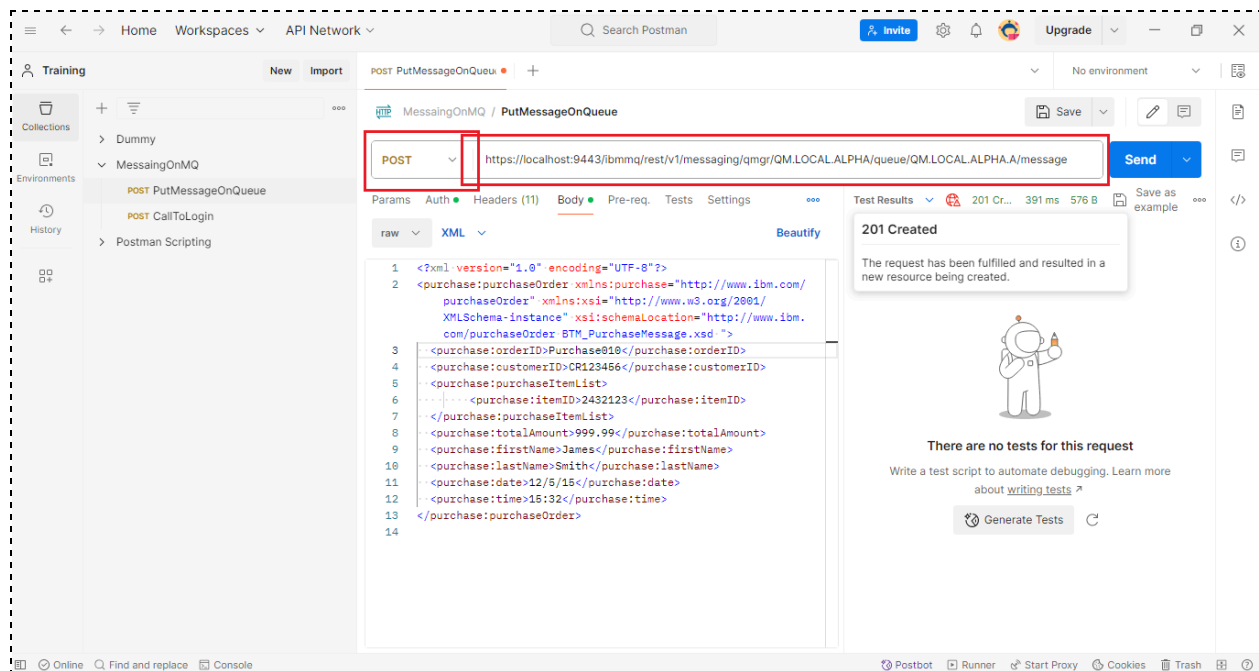 Home Workspaces API Network Search Postman Invite Upgrade
Training New Import POST PutMessageOnQueue No environment
Collections
Environments
History
Dummy
MessaingOnMQ
POST PutMessageOnQueue
POST CallToLogin
Postman Scripting
HTTP MessaingOnMQ / PutMessageOnQueue Save
POST https://localhost:9443/ibmmq/rest/v1/messaging/qmgr/QM.LOCAL.ALPHA/queue/QM.LOCAL.ALPHA.A/message Send
Params Auth Headers (11) Body Pre-req. Tests Settings
raw XML Beautify
1 <?xml version="1.0" encoding="UTF-8"?>
2 <purchase:purchaseOrder xmlns:purchase="http://www.ibm.com/
purchaseOrder" xmlns:xsi="http://www.w3.org/2001/
XMLSchema-instance" xsi:schemaLocation="http://www.ibm.
com/purchaseOrder BTM_PurchaseMessage.xsd ">
3 <purchase:orderID>Purchase010</purchase:orderID>
4 <purchase:customerID>CR123456</purchase:customerID>
5 <purchase:purchaseItemList>
6 <purchase:itemID>2432123</purchase:itemID>
7 </purchase:purchaseItemList>
8 <purchase:totalAmount>999.99</purchase:totalAmount>
9 <purchase:firstName>James</purchase:firstName>
10 <purchase:lastName>Smith</purchase:lastName>
11 <purchase:date>12/5/15</purchase:date>
12 <purchase:time>15:32</purchase:time>
13 </purchase:purchaseOrder>
14
Test Results 201 Cr... 391 ms 576 B Save as
example
201 Created
The request has been fulfilled and resulted in a
new resource being created.
There are no tests for this request
Write a test script to automate debugging. Learn more
about writing tests
Generate Tests
Online Find and replace Console Postbot Runner Start Proxy Cookies Trash